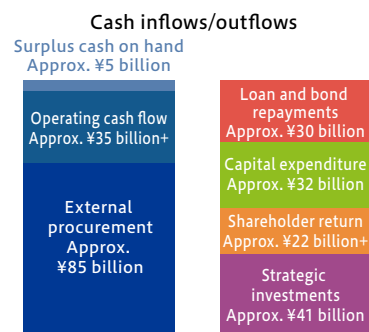 Cash inflows/outflows
Surplus cash on hand
Approx. ¥5 billion
Operating cash flow
Approx. ¥35 billion+
External
procurement
Approx.
¥85 billion
Loan and bond
repayments
Approx. ¥30 billion
Capital expenditure
Approx. ¥32 billion
Shareholder return
Approx. ¥22 billion+
Strategic
investments
Approx. ¥41 billion